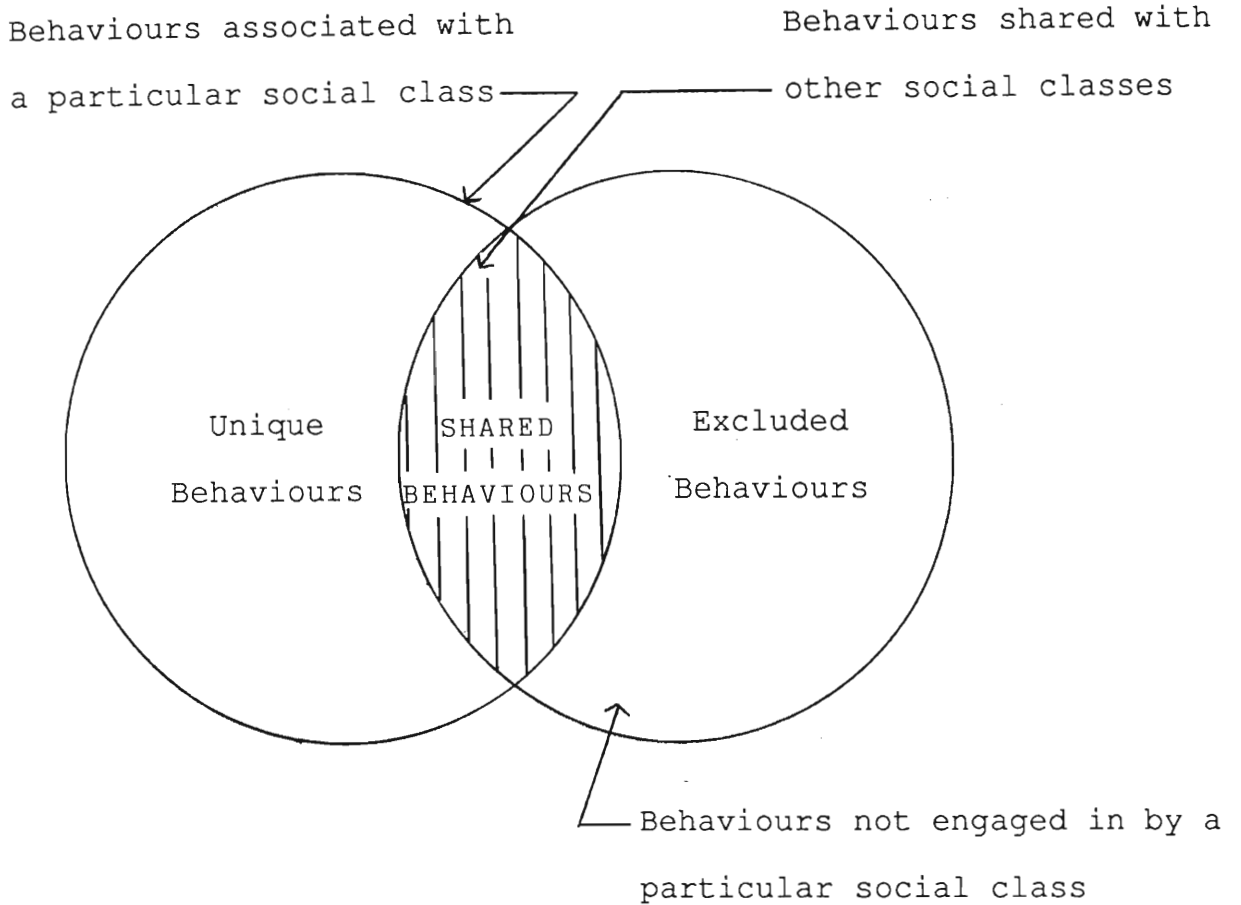 Behaviours associated with
a particular social class
Behaviours shared with
other social classes
Unique
Behaviours
SHARED
BEHAVIOURS
Excluded
Behaviours
Behaviours not engaged in by a
particular social class